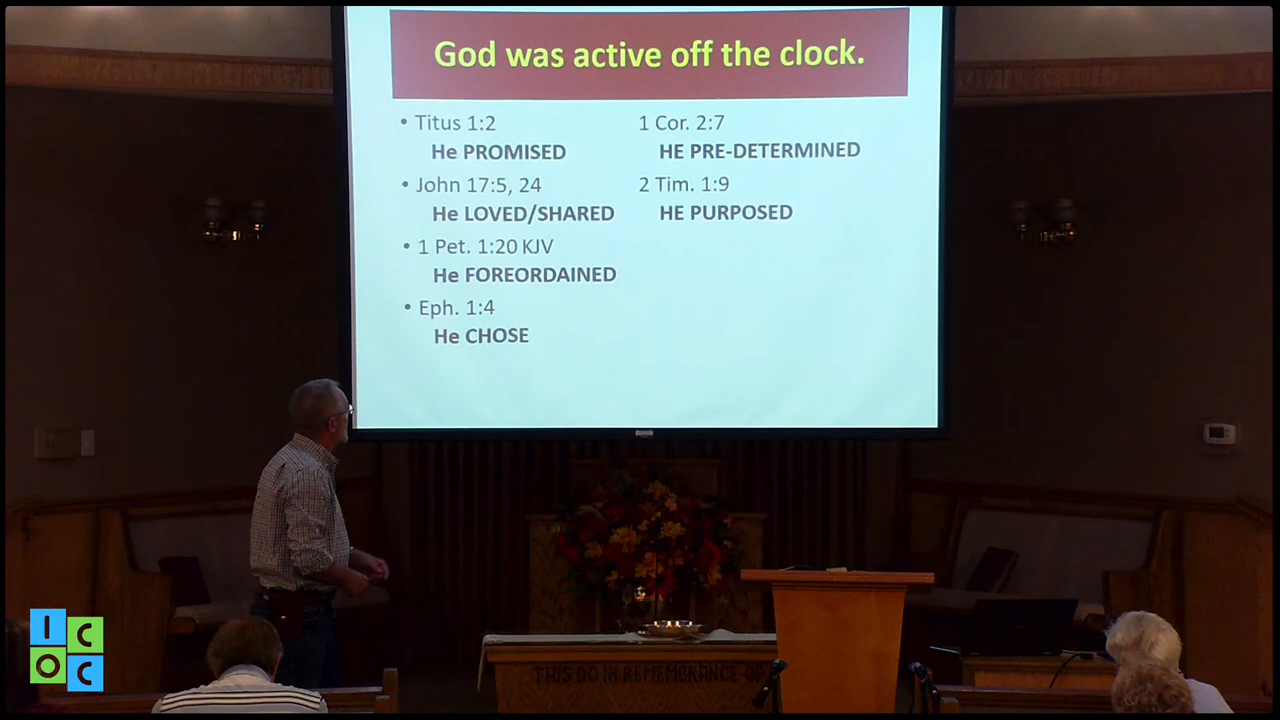 God was active off the clock.
• Titus 1:2
He PROMISED
• John 17:5, 24
He LOVED/SHARED
• 1 Pet. 1:20 KJV
He FOREORDAINED
• Eph. 1:4
He CHOSE
1 Cor. 2:7
HE PRE-DETERMINED
2 Tim. 1:9
HE PURPOSED
THIS DO IN REMEMBRANCE OF
I C
O C